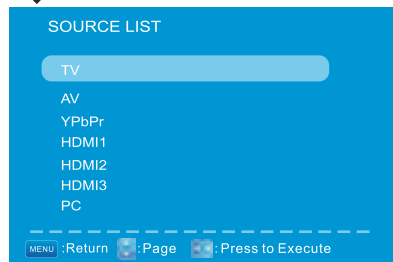 SOURCE LIST
TV
AV
YPbPr
HDMI1
HDMI2
HDMI3
PC
MENU :Return :Page : Press to Execute